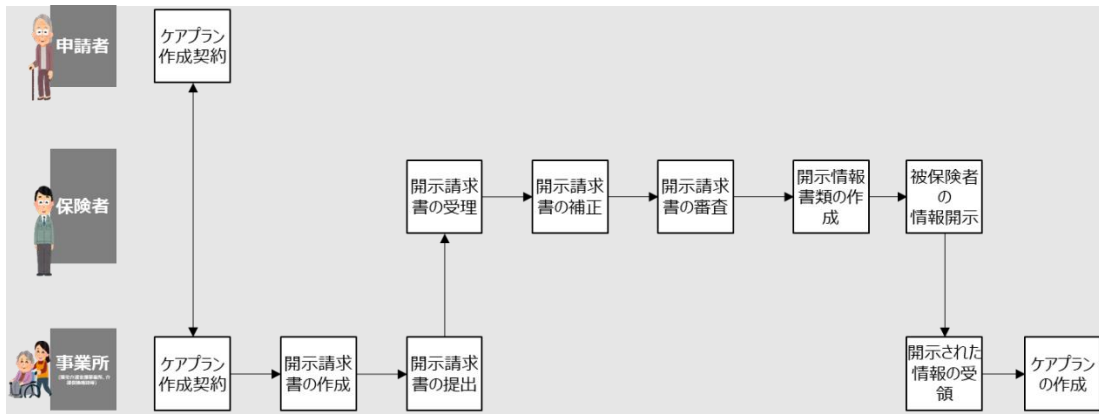 申請者
ケアプラン
作成契約
保険者
開示請求
書の受理
開示請求
書の補正
開示請求
書の審査
開示情報
書類の作
成
被保険者
の
情報開示
事業所
ケアプラン
作成契約
開示請求
書の作成
開示請求
書の提出
開示された
情報の受
領
ケアプラン
の作成